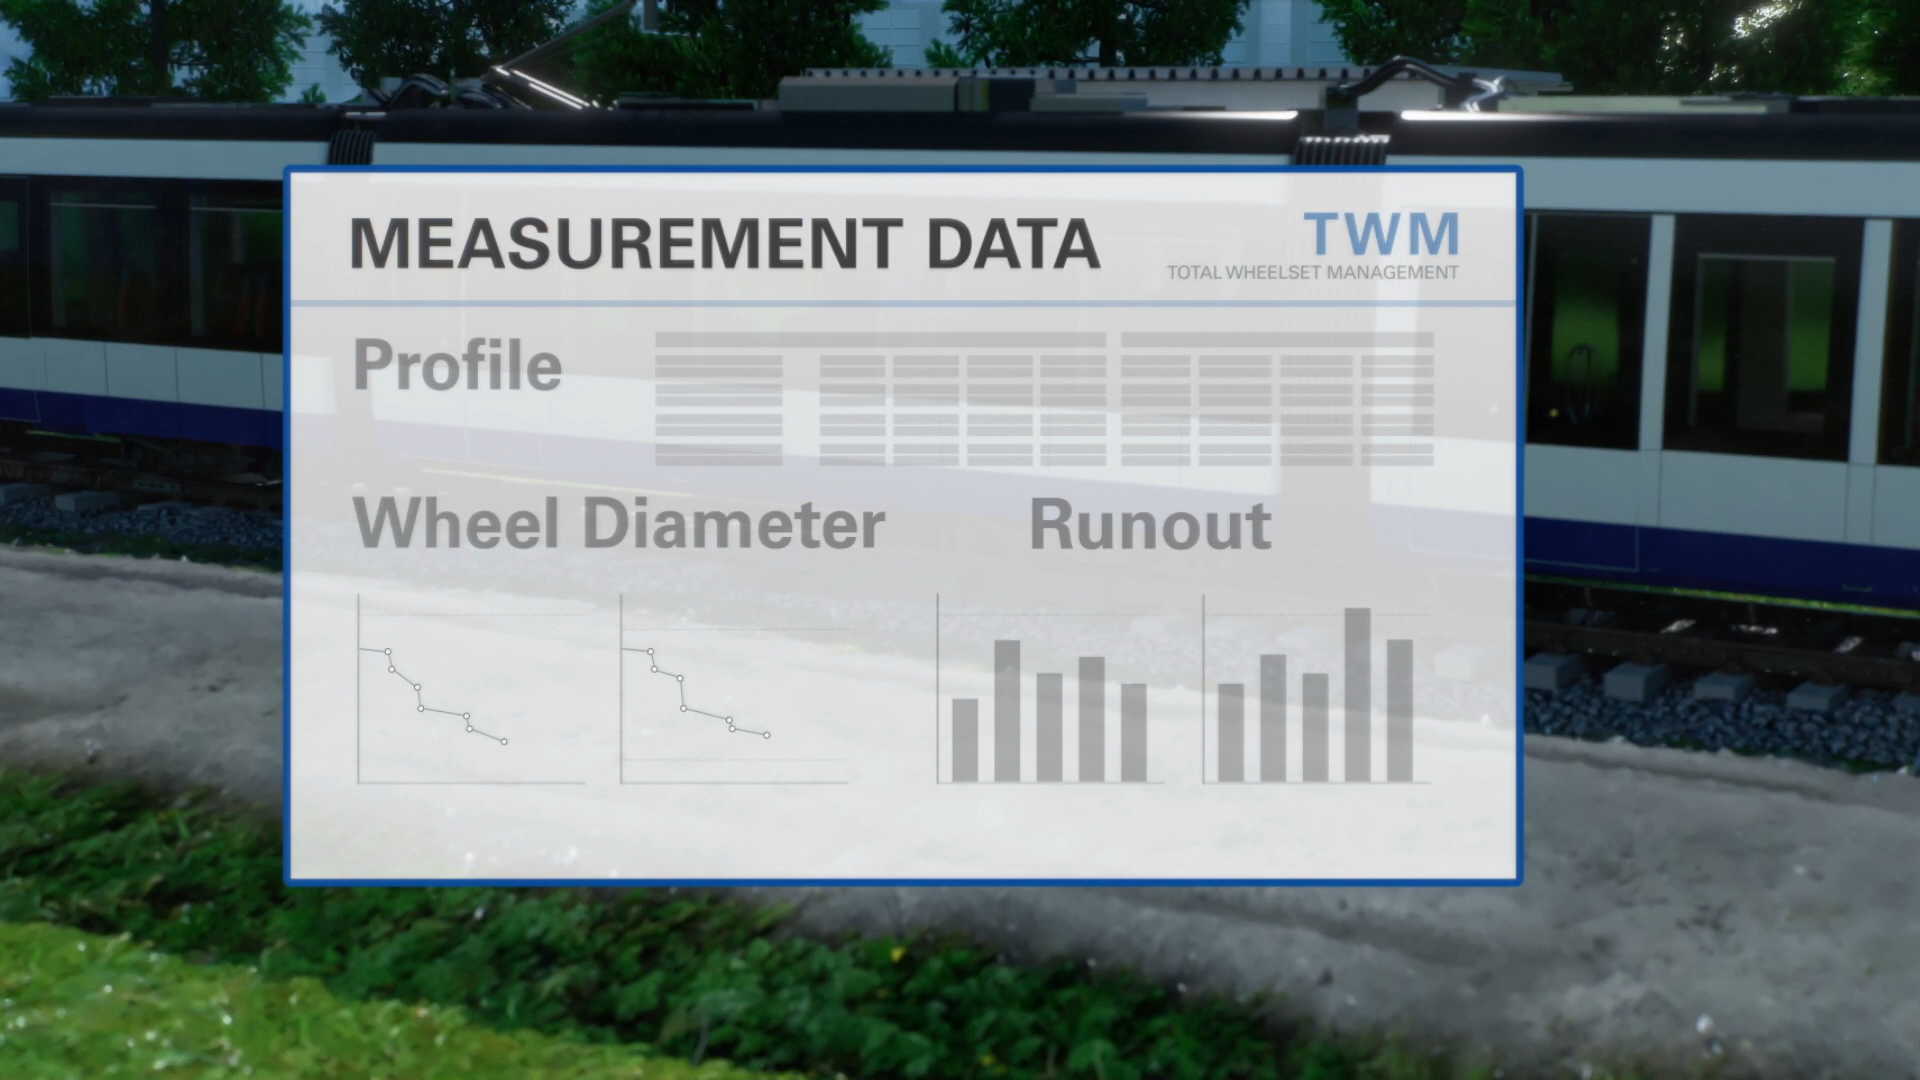 MEASUREMENT DATA
TWM
TOTAL WHEELSET MANAGEMENT
Profile
Wheel Diameter
Runout